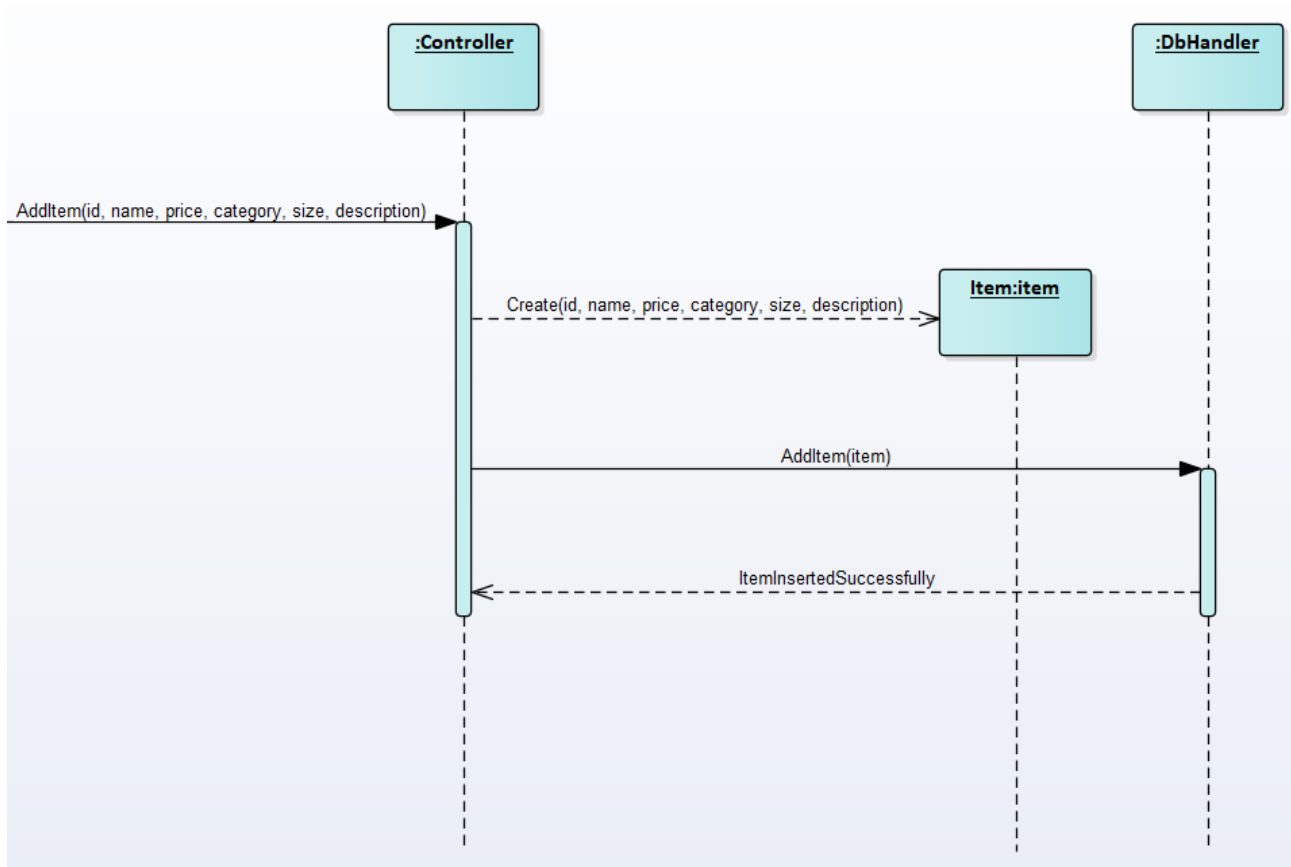 :Controller
:DbHandler
AddItem(id, name, price, category, size, description)
Item:item
Create(id, name, price, category, size, description)
AddItem(item)
ItemInsertedSuccessfully